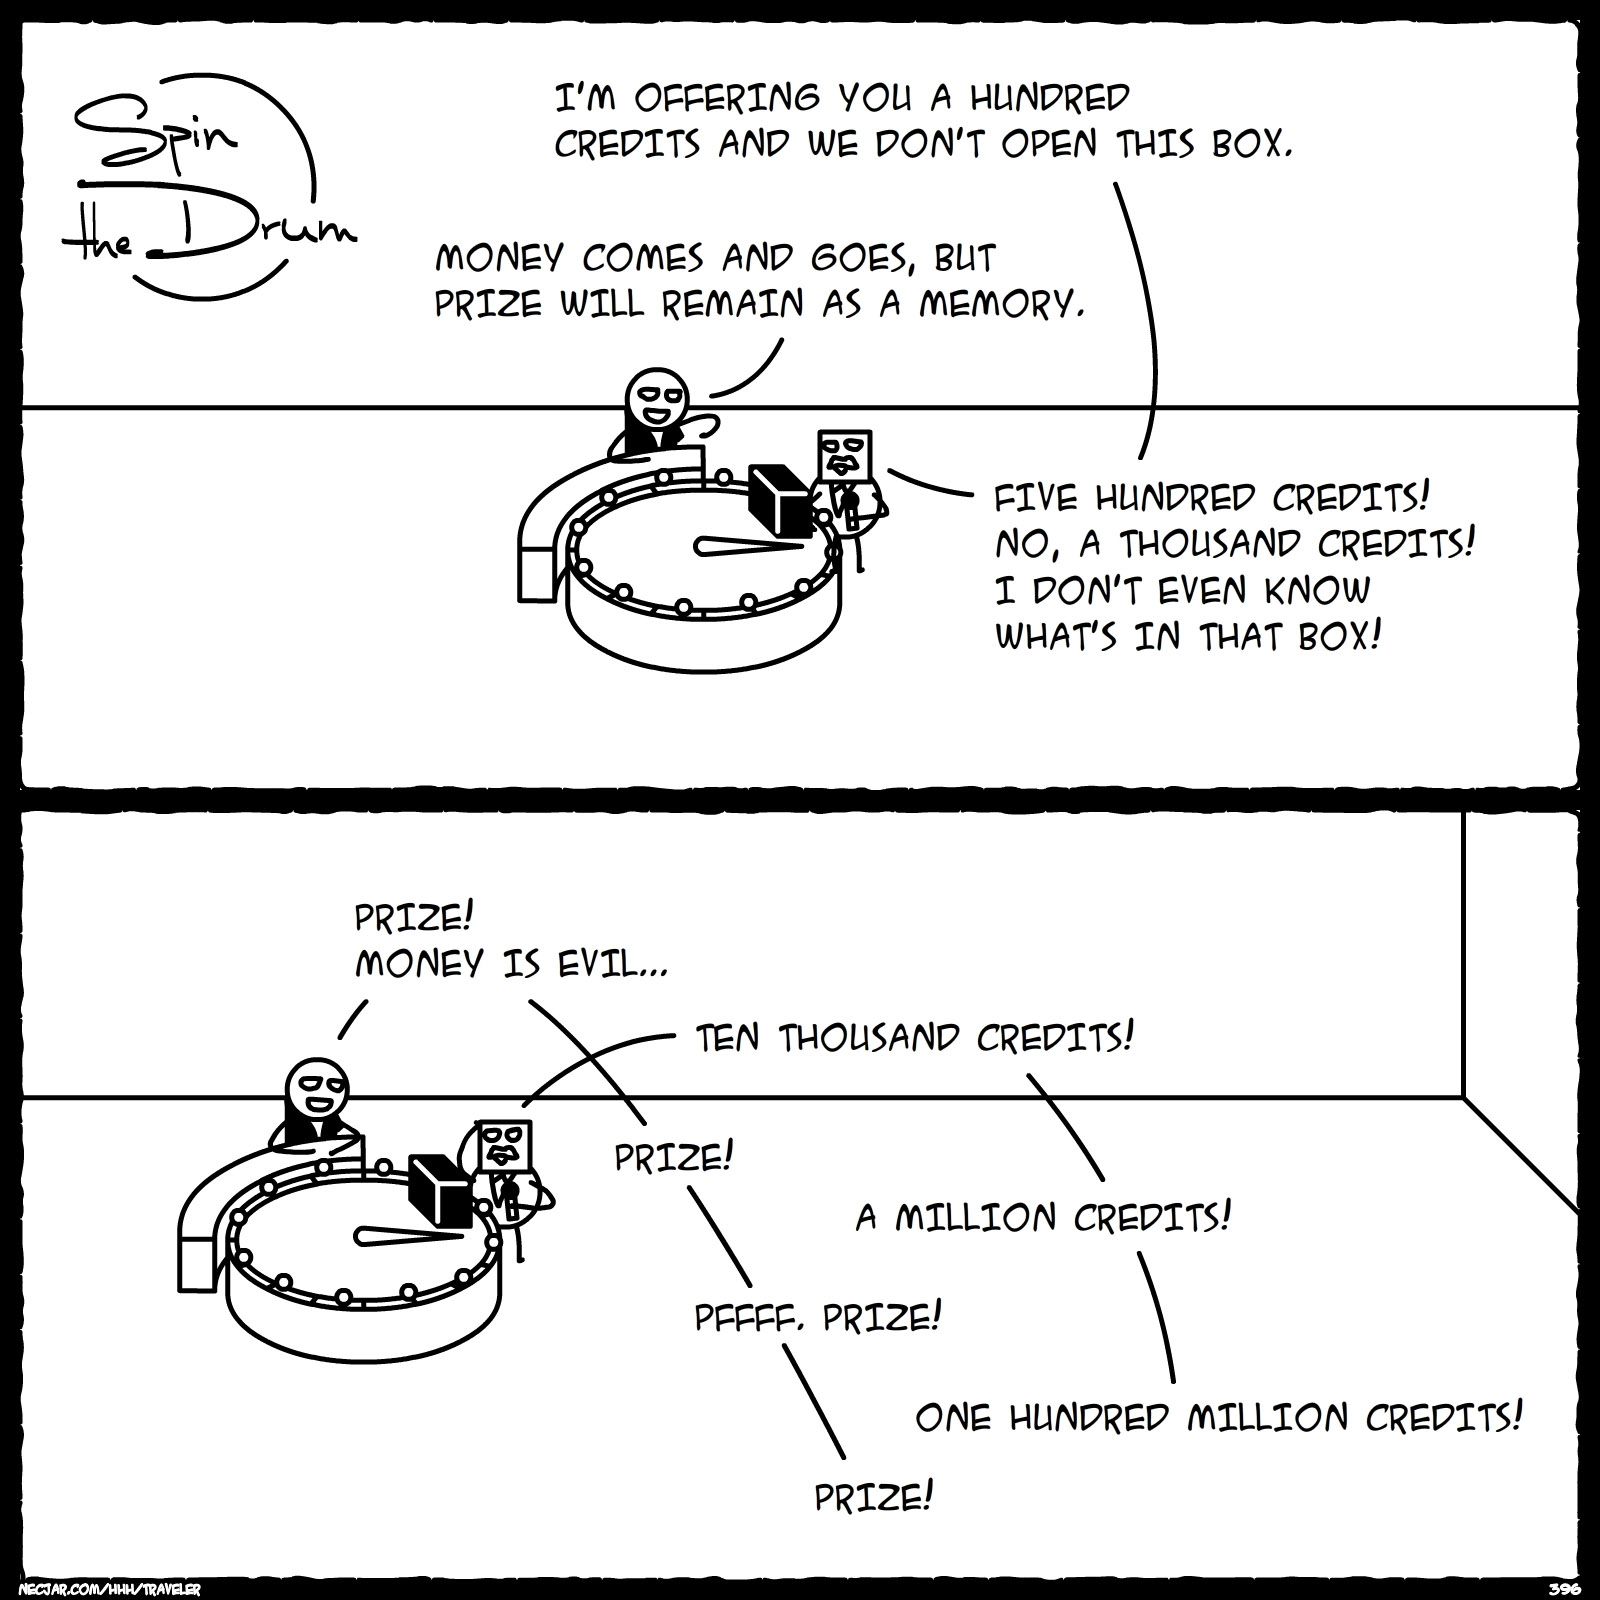 Spin
the Drum
I'M OFFERING YOU A HUNDRED
CREDITS AND WE DON'T OPEN THIS BOX.
MONEY COMES AND GOES, BUT
PRIZE WILL REMAIN AS A MEMORY.
FIVE HUNDRED CREDITS!
NO, A THOUSAND CREDITS!
I DON'T EVEN KNOW
WHAT'S IN THAT BOX!
PRIZE!
MONEY IS EVIL...
TEN THOUSAND CREDITS!
PRIZE!
A MILLION CREDITS!
PFFFF. PRIZE!
ONE HUNDRED MILLION CREDITS!
PRIZE!
NECJAR.COM/HHH/TRAVELER
396